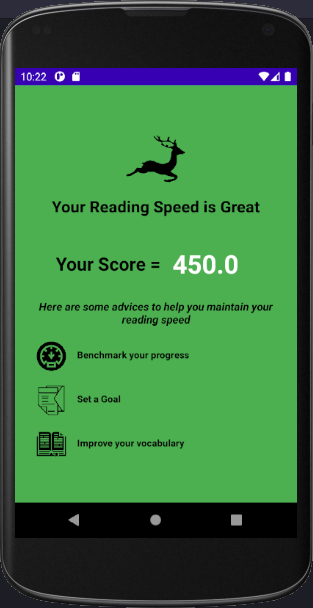 10:22
Your Reading Speed is Great
Your Score = 450.0
Here are some advices to help you maintain your
reading speed
Benchmark your progress
Set a Goal
Improve your vocabulary